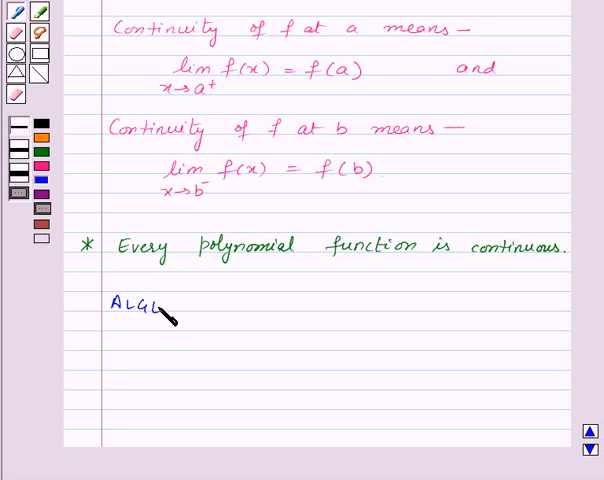 Continuity of f at a means –
lim f(x) = f(a) and
x→a⁺
Continuity of f at b means —
lim f(x) = f(b).
x→b⁻
* Every polynomial function is continuous.
ALGL